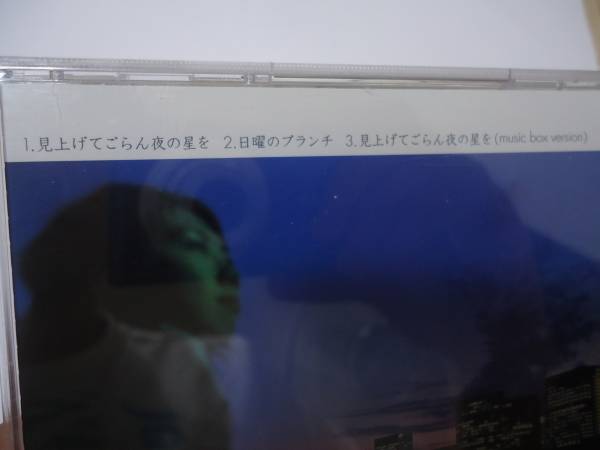 1.見上げてごらん夜の星を 2.日曜のブランチ 3.見上げてごらん夜の星を(music box version)